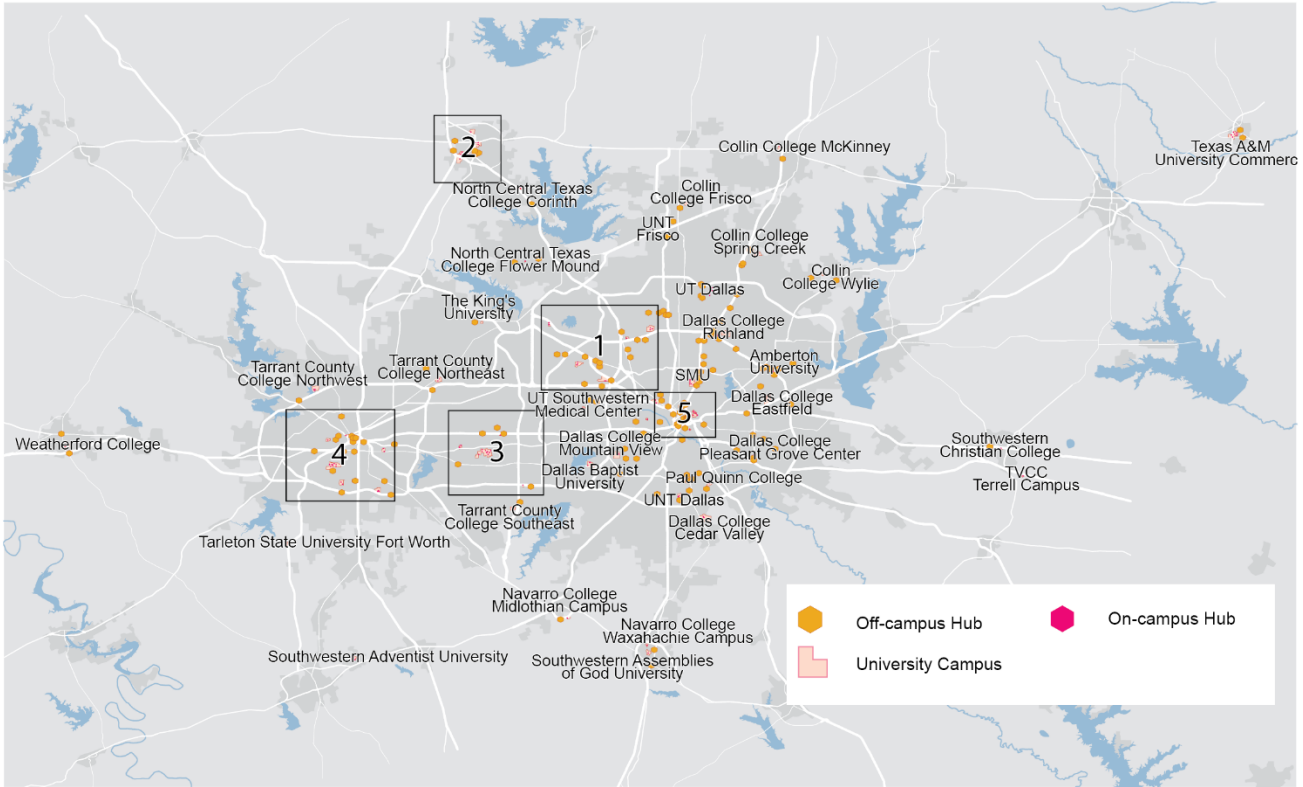 2
Collin College McKinney
Texas A&M
University Commerc
North Central Texas
College Corinth
Collin
College Frisco
UNT
Frisco
Collin College
Spring Creek
North Central Texas
College Flower Mound
Collin
College Wylie
UT Dallas
The King's
University
Dallas College
Richland
1
Amberton
University
Tarrant County
College Northwest
Tarrant County
College Northeast
SMU
UT Southwestern
Medical Center
Dallas College
Eastfield
5
Weatherford College
4
3
Dallas College
Mountain View
Dallas College
Pleasant Grove Center
Southwestern
Christian College
Dallas Baptist
University
Paul Quinn College
TVCC
Terrell Campus
UNT Dallas
Tarrant County
College Southeast
Dallas College
Cedar Valley
Tarleton State University Fort Worth
Navarro College
Midlothian Campus
Navarro College
Waxahachie Campus
Southwestern Adventist University
Southwestern Assemblies
of God University
Off-campus Hub
On-campus Hub
University Campus